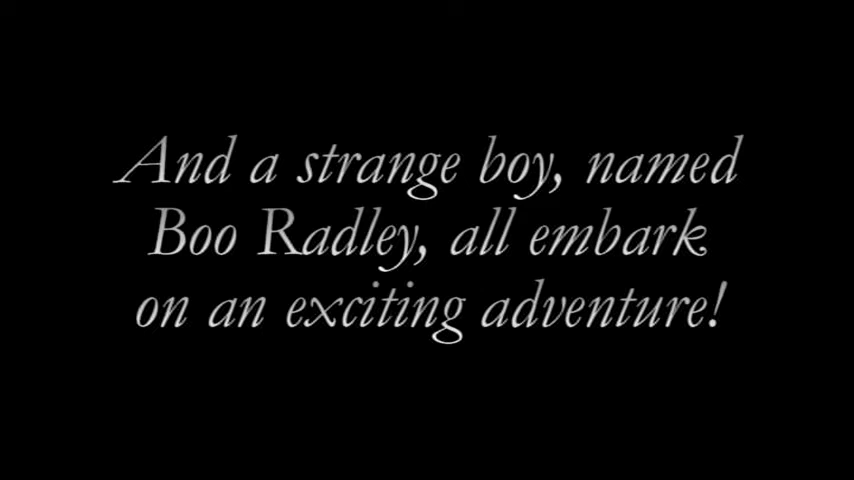 And a strange boy, named
Boo Radley, all embark
on an exciting adventure!